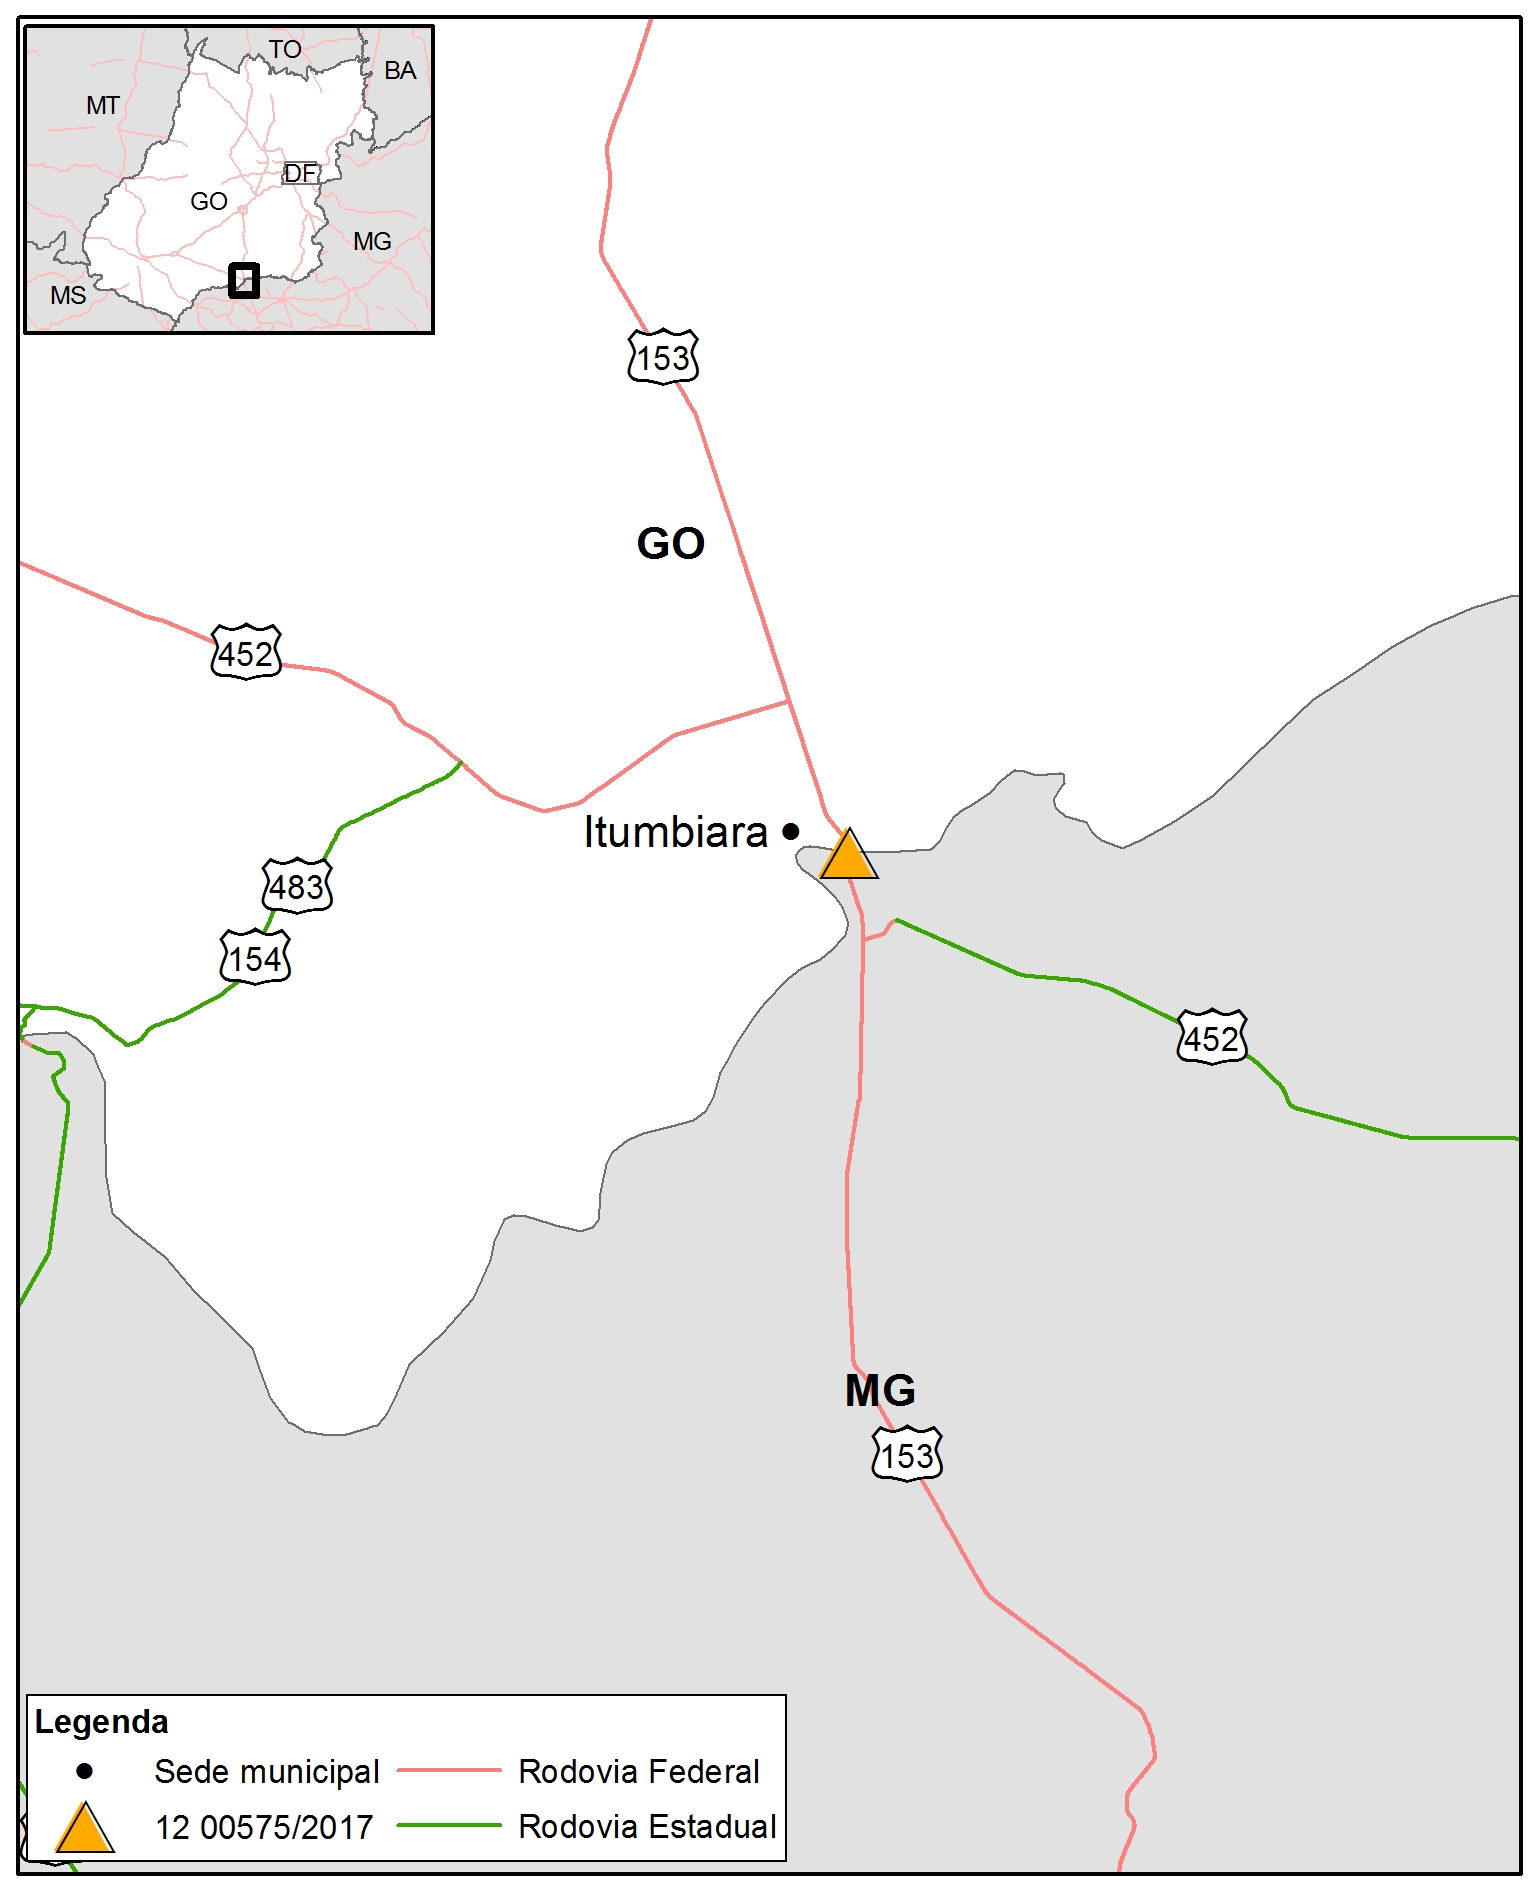 TO
BA
MT
DF
GO
MG
MS
153
GO
452
Itumbiara
483
154
452
MG
153
Legenda
Sede municipal
Rodovia Federal
12 00575/2017
Rodovia Estadual